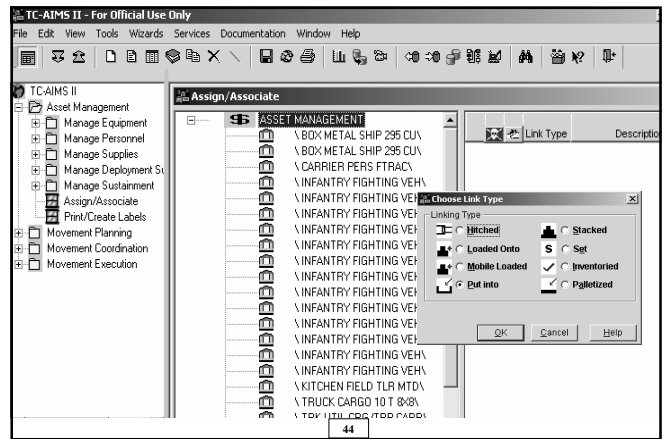 TC-AIMS II - For Official Use Only
File Edit View Tools Wizards Services Documentation Window Help
TC-AIMS II
Asset Management
Manage Equipment
Manage Personnel
Manage Supplies
Manage Deployment Su
Manage Sustainment
Assign/Associate
Print/Create Labels
Movement Planning
Movement Coordination
Movement Execution
Assign/Associate
ASSET MANAGEMENT
\ BOX METAL SHIP 295 CU\
\ BOX METAL SHIP 295 CU\
\ CARRIER PERS FTRAC\
\ INFANTRY FIGHTING VEH\
\ INFANTRY FIGHTING VEH\
\ INFANTRY FIGHTING VEH
\ INFANTRY FIGHTING VEH
\ INFANTRY FIGHTING VEH
\ INFANTRY FIGHTING VEH
\ INFANTRY FIGHTING VEH
\ INFANTRY FIGHTING VEH
\ INFANTRY FIGHTING VEH
\ INFANTRY FIGHTING VEH\
\ INFANTRY FIGHTING VEH\
\ KITCHEN FIELD TLR MTD\
\ TRUCK CARGO 10 T 8X8\
\ TRK UTIL CRG/TRP CARR\
Link Type Descriptio
Choose Link Type
Linking Type
Hitched
Stacked
Loaded Onto
S Set
Mobile Loaded
Inventoried
Put into
Palletized
OK Cancel Help
44